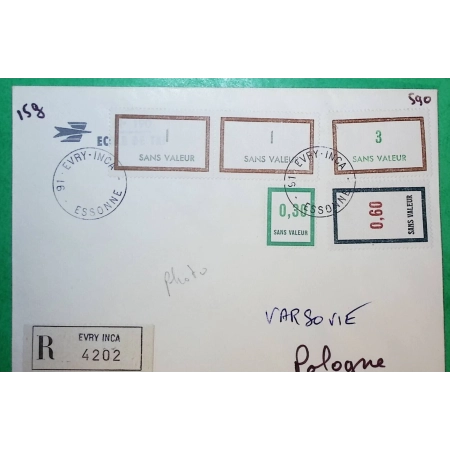 158
590
EC
1
SANS VALEUR
1
SANS VALEUR
3
SANS VALEUR
91 - EVRY-INCA
ESSONNE
91 - EVRY-INCA
ESSONNE
0,30
SANS VALEUR
0,60
SANS VALEUR
photo
VARSOVIE
Pologne
R
EVRY INCA
4202